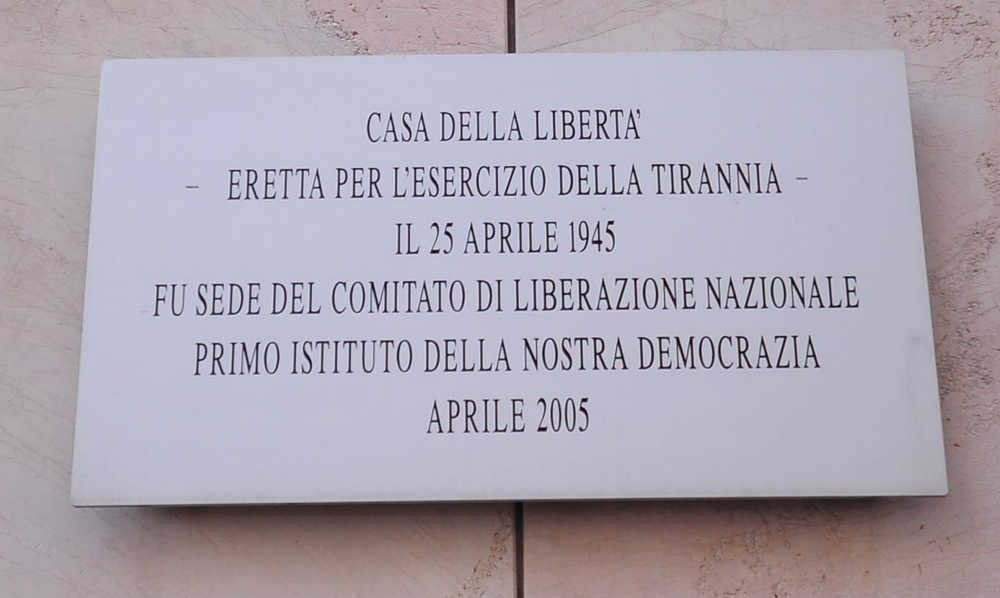 CASA DELLA LIBERTA'
– ERETTA PER L'ESERCIZIO DELLA TIRANNIA –
IL 25 APRILE 1945
FU SEDE DEL COMITATO DI LIBERAZIONE NAZIONALE
PRIMO ISTITUTO DELLA NOSTRA DEMOCRAZIA
APRILE 2005